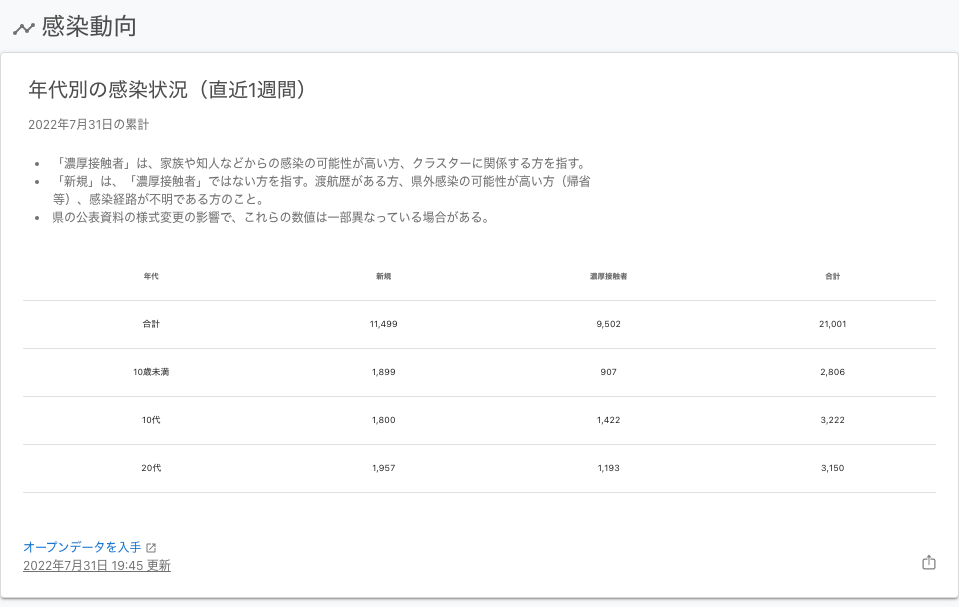 感染動向
年代別の感染状況（直近1週間）
2022年7月31日の累計
「濃厚接触者」は、家族や知人などからの感染の可能性が高い方、クラスターに関係する方を指す。
「新規」は、「濃厚接触者」ではない方を指す。渡航歴がある方、県外感染の可能性が高い方（帰省
等）、感染経路が不明である方のこと。
県の公表資料の様式変更の影響で、これらの数値は一部異なっている場合がある。
年代 新規 濃厚接触者 合計
合計 11,499 9,502 21,001
10歳未満 1,899 907 2,806
10代 1,800 1,422 3,222
20代 1,957 1,193 3,150
オープンデータを入手
2022年7月31日 19:45 更新